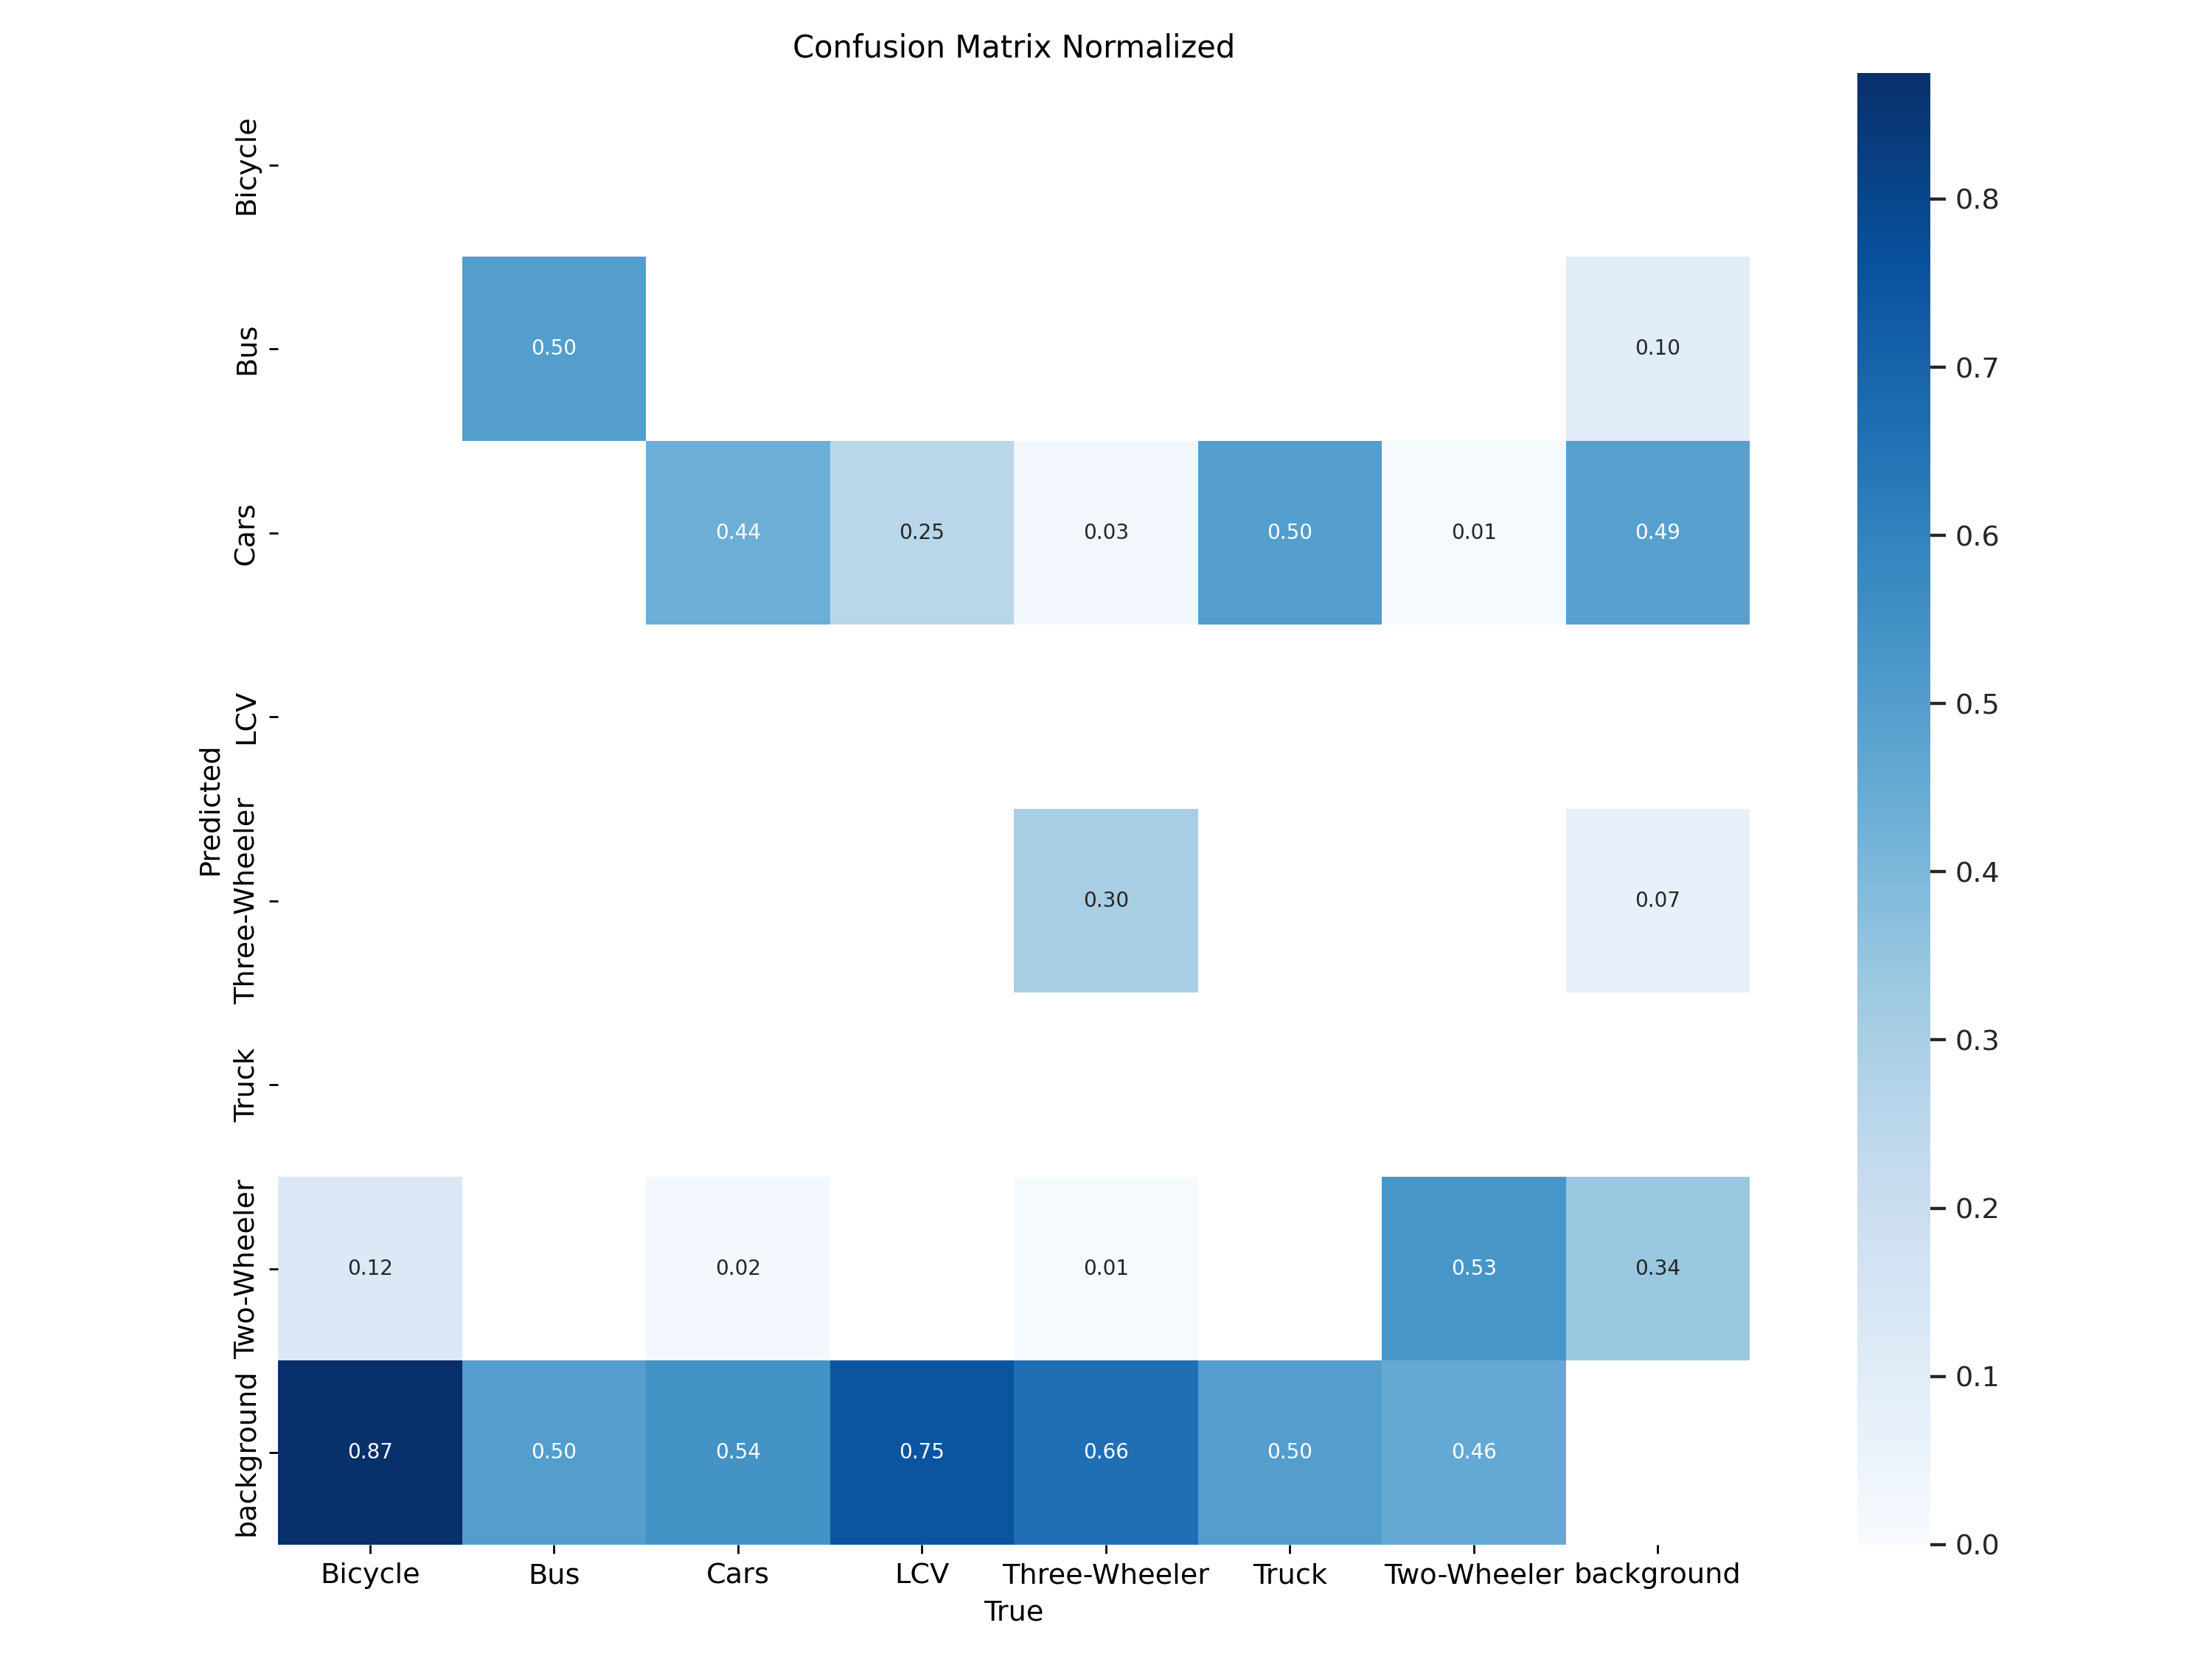 Confusion Matrix Normalized
Bicycle
Bus
0.50 0.10
Cars
0.44 0.25 0.03 0.50 0.01 0.49
LCV
Predicted
Three-Wheeler
0.30 0.07
Truck
Two-Wheeler
0.12 0.02 0.01 0.53 0.34
background
0.87 0.50 0.54 0.75 0.66 0.50 0.46
Bicycle Bus Cars LCV Three-Wheeler Truck Two-Wheeler background
True
0.8
0.7
0.6
0.5
0.4
0.3
0.2
0.1
0.0